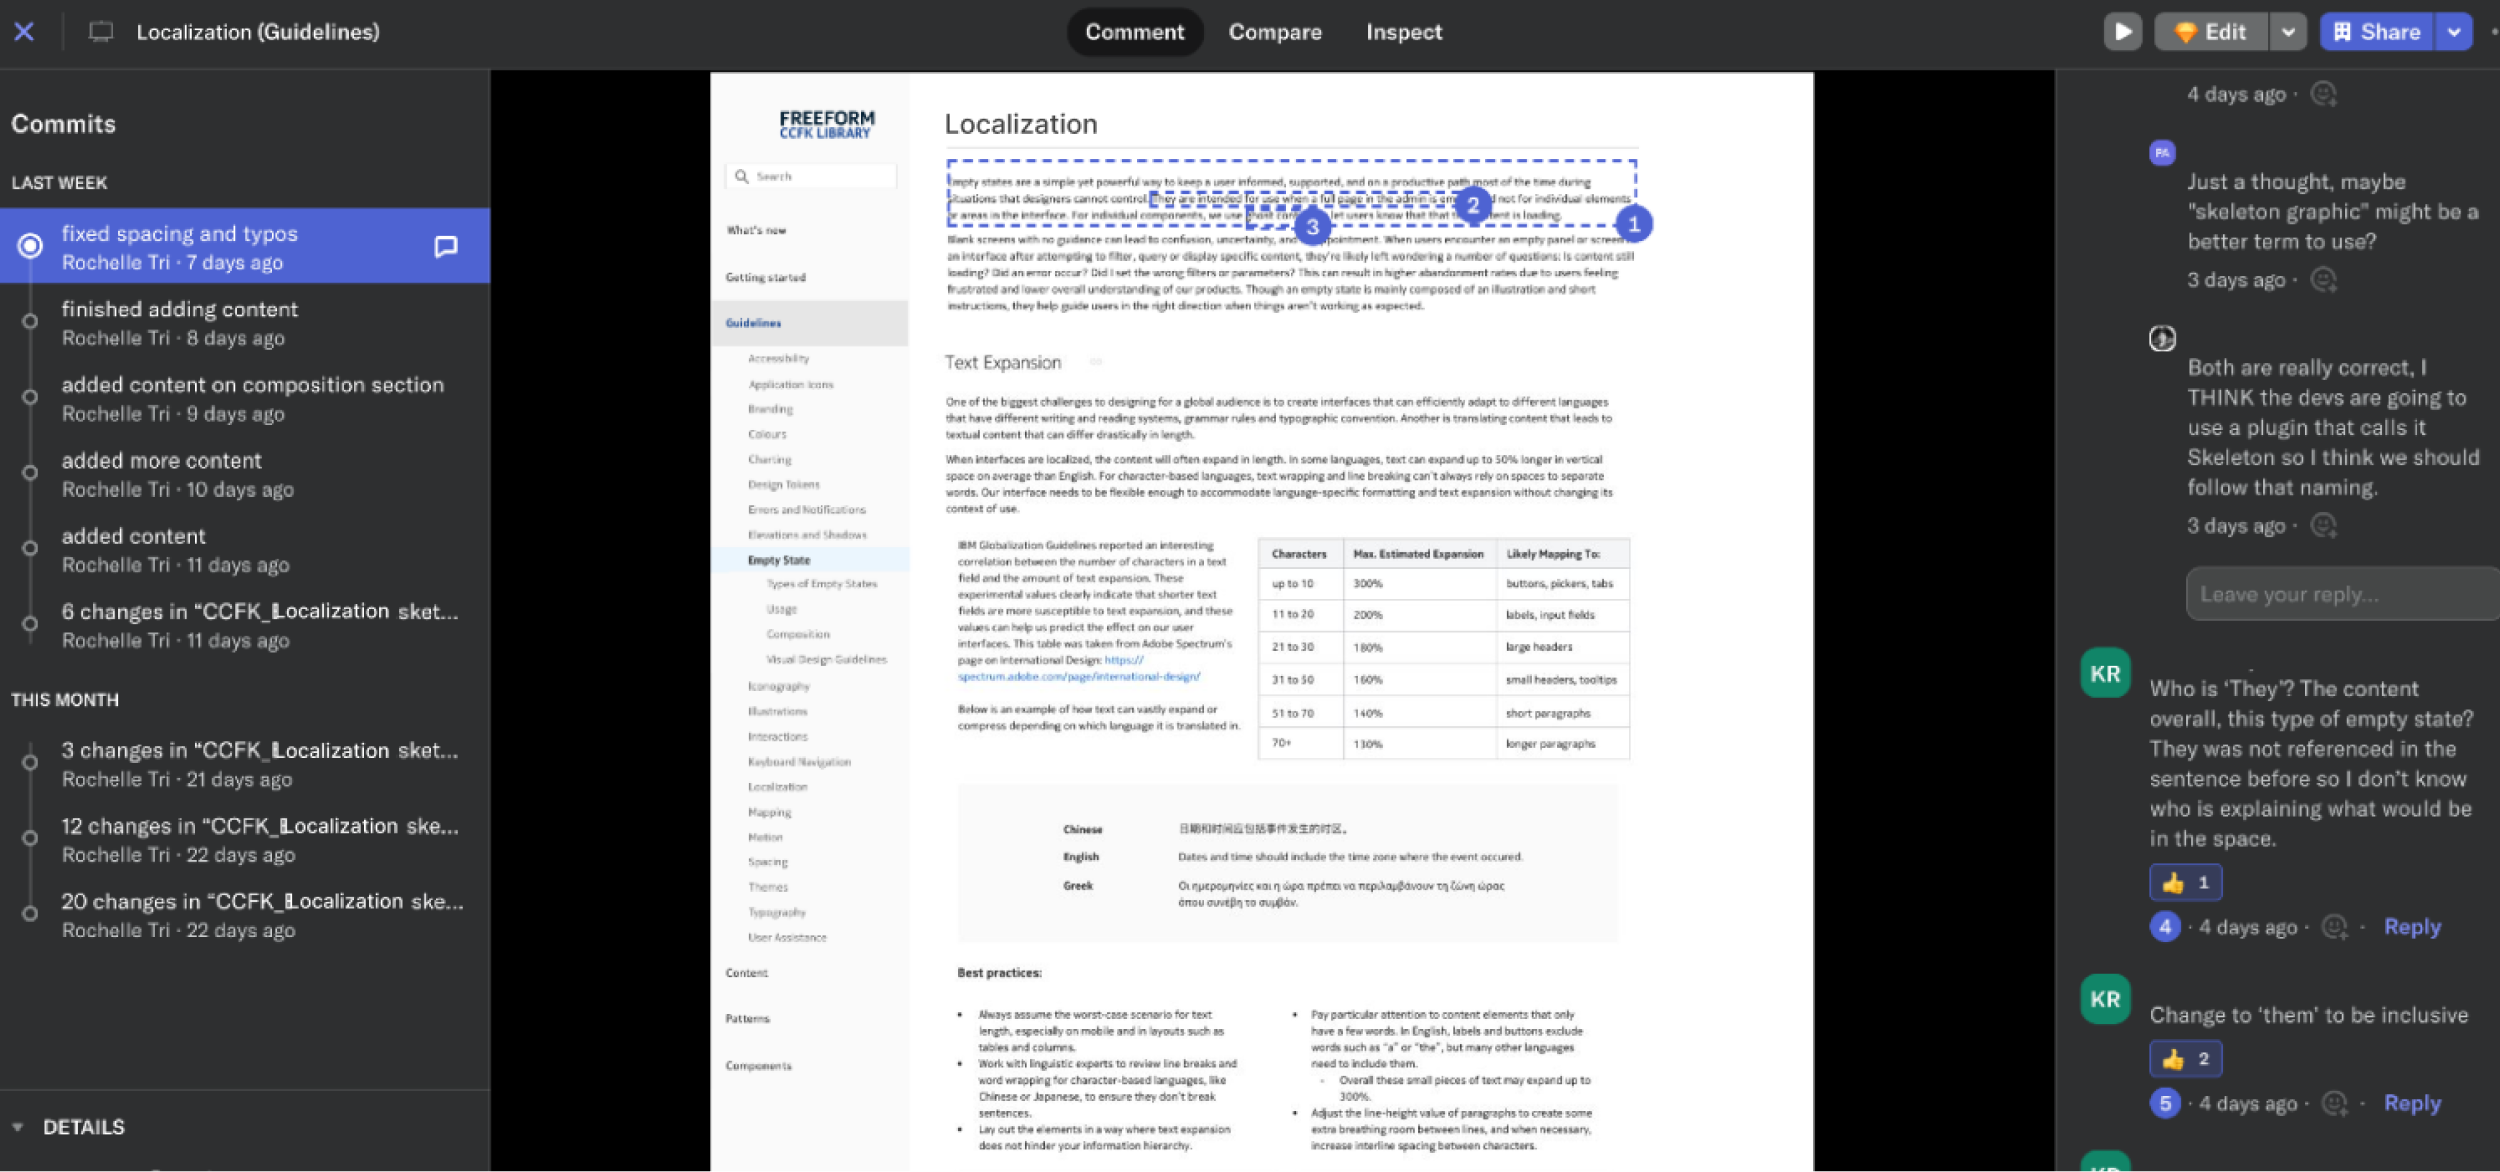 Localization (Guidelines)
Comment
Compare
Inspect
Edit
Share
Commits
LAST WEEK
fixed spacing and typos
Rochelle Tri · 7 days ago
finished adding content
Rochelle Tri · 8 days ago
added content on composition section
Rochelle Tri · 9 days ago
added more content
Rochelle Tri · 10 days ago
added content
Rochelle Tri · 11 days ago
6 changes in “CCFK_Localization sket...
Rochelle Tri · 11 days ago
THIS MONTH
3 changes in “CCFK_Localization sket...
Rochelle Tri · 21 days ago
12 changes in “CCFK_Localization ske...
Rochelle Tri · 22 days ago
20 changes in “CCFK_Localization ske...
Rochelle Tri · 22 days ago
DETAILS
FREEFORM
CCFK LIBRARY
Search
What's new
Getting started
Guidelines
Accessibility
Application Icons
Branding
Colours
Charting
Design Tokens
Errors and Notifications
Elevations and Shadows
Empty State
Types of Empty States
Usage
Composition
Visual Design Guidelines
Iconography
Illustrations
Interactions
Keyboard Navigation
Localization
Mapping
Motion
Spacing
Themes
Typography
User Assistance
Content
Patterns
Components
Localization
Empty states are a simple yet powerful way to keep a user informed, supported, and on a productive path most of the time during
situations that designers cannot control. They are intended for use when a full page in the admin is 2 not for individual elements
or areas in the interface. For individual components, we use ghost 3 let users know that that is loading. 1
Blank screens with no guidance can lead to confusion, uncertainty, and When users encounter an empty panel or screen
an interface after attempting to filter, query or display specific content, they're likely left wondering a number of questions: Is content still
loading? Did an error occur? Did I set the wrong filters or parameters? This can result in higher abandonment rates due to users feeling
frustrated and lower overall understanding of our products. Though an empty state is mainly composed of an illustration and short
instructions, they help guide users in the right direction when things aren't working as expected.
Text Expansion
One of the biggest challenges to designing for a global audience is to create interfaces that can efficiently adapt to different languages
that have different writing and reading systems, grammar rules and typographic convention. Another is translating content that leads to
textual content that can differ drastically in length.
When interfaces are localized, the content will often expand in length. In some languages, text can expand up to 50% longer in vertical
space on average than English. For character-based languages, text wrapping and line breaking can't always rely on spaces to separate
words. Our interface needs to be flexible enough to accommodate language-specific formatting and text expansion without changing its
context of use.
IBM Globalization Guidelines reported an interesting
correlation between the number of characters in a text
field and the amount of text expansion. These
experimental values clearly indicate that shorter text
fields are more susceptible to text expansion, and these
values can help us predict the effect on our user
interfaces. This table was taken from Adobe Spectrum's
page on International Design: https://
spectrum.adobe.com/page/international-design/
Below is an example of how text can vastly expand or
compress depending on which language it is translated in.
Characters Max. Estimated Expansion Likely Mapping To:
up to 10 300% buttons, pickers, tabs
11 to 20 200% labels, input fields
21 to 30 180% large headers
31 to 50 160% small headers, tooltips
51 to 70 140% short paragraphs
70+ 130% longer paragraphs
Chinese 日期和时间应包括事件发生的时区。
English Dates and time should include the time zone where the event occured.
Greek Οι ημερομηνίες και η ώρα πρέπει να περιλαμβάνουν τη ζώνη ώρας
όπου συνέβη το συμβάν.
Best practices:
• Always assume the worst-case scenario for text
length, especially on mobile and in layouts such as
tables and columns.
• Work with linguistic experts to review line breaks and
word wrapping for character-based languages, like
Chinese or Japanese, to ensure they don't break
sentences.
• Lay out the elements in a way where text expansion
does not hinder your information hierarchy.
• Pay particular attention to content elements that only
have a few words. In English, labels and buttons exclude
words such as “a” or “the”, but many other languages
need to include them.
- Overall these small pieces of text may expand up to
300%.
• Adjust the line-height value of paragraphs to create some
extra breathing room between lines, and when necessary,
increase interline spacing between characters.
4 days ago ·
PA
Just a thought, maybe
"skeleton graphic" might be a
better term to use?
3 days ago ·
Both are really correct, I
THINK the devs are going to
use a plugin that calls it
Skeleton so I think we should
follow that naming.
3 days ago ·
Leave your reply...
KR
Who is ‘They’? The content
overall, this type of empty state?
They was not referenced in the
sentence before so I don’t know
who is explaining what would be
in the space.
1
4 · 4 days ago · · Reply
KR
Change to ‘them’ to be inclusive
2
5 · 4 days ago · · Reply